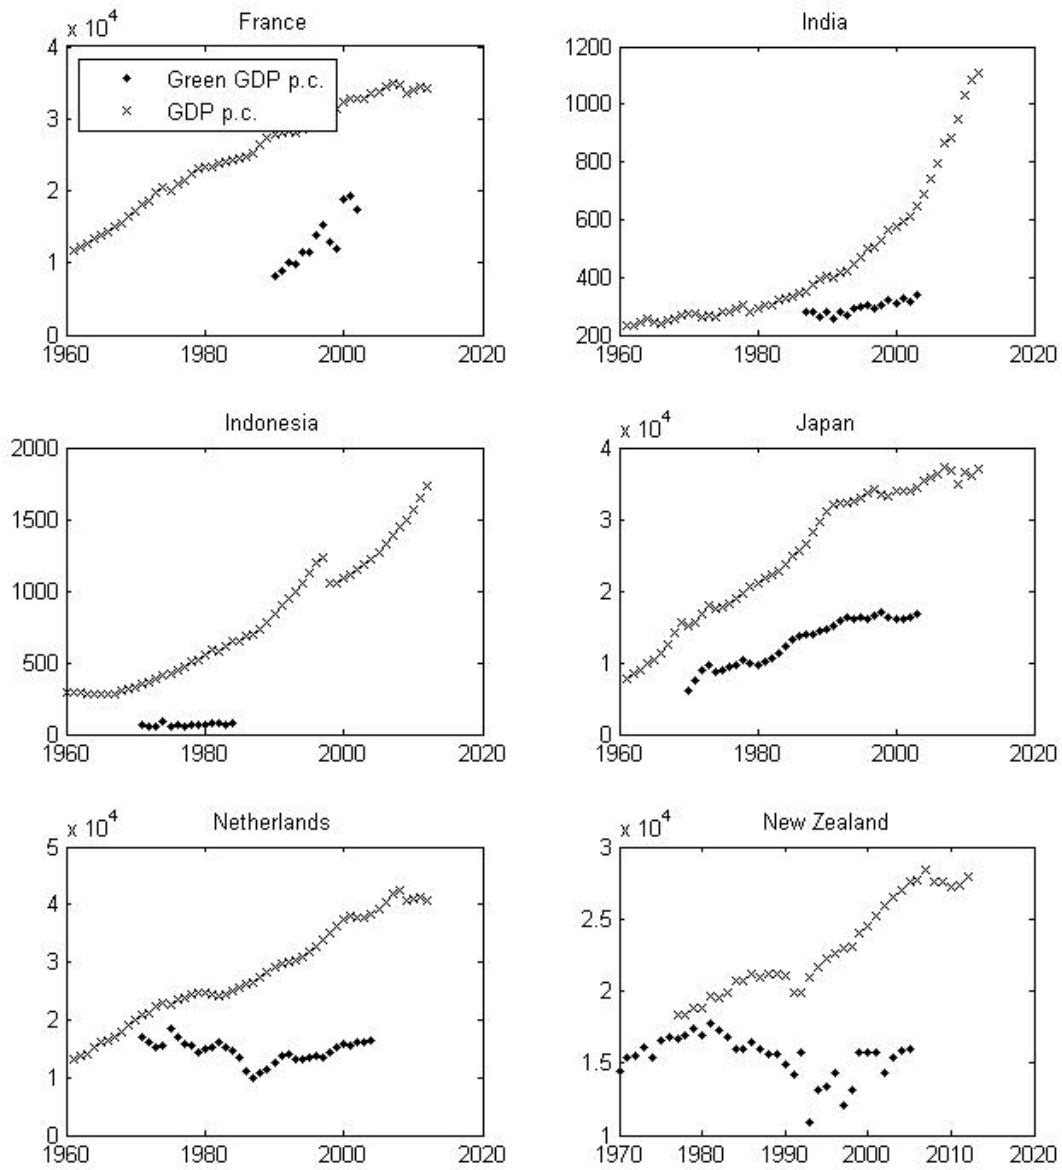 France
x 10^4
4
3
2
1
0
1960 1980 2000 2020
Green GDP p.c.
GDP p.c.
India
1200
1000
800
600
400
200
1960 1980 2000 2020
Indonesia
2000
1500
1000
500
0
1960 1980 2000 2020
Japan
x 10^4
4
3
2
1
0
1960 1980 2000 2020
Netherlands
x 10^4
5
4
3
2
1
0
1960 1980 2000 2020
New Zealand
x 10^4
3
2.5
2
1.5
1
1970 1980 1990 2000 2010 2020